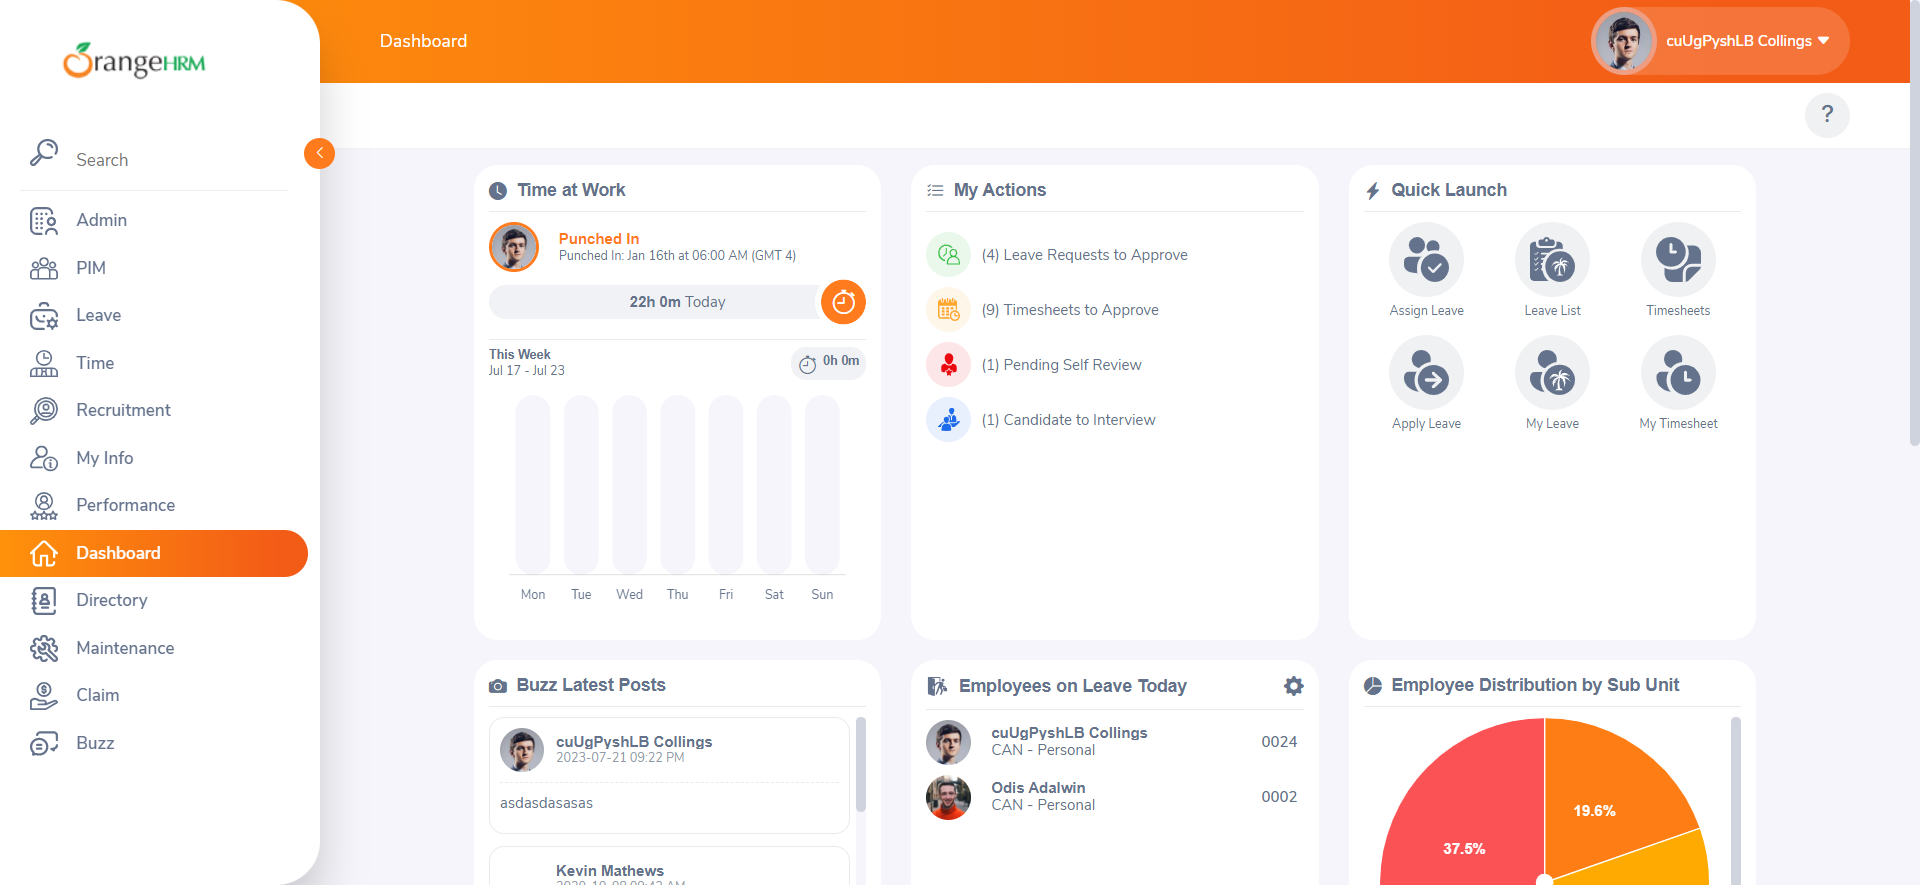 OrangeHRM
Search
Admin
PIM
Leave
Time
Recruitment
My Info
Performance
Dashboard
Directory
Maintenance
Claim
Buzz
Dashboard
cuUgPyshLB Collings
?
Time at Work
Punched In
Punched In: Jan 16th at 06:00 AM (GMT 4)
22h 0m Today
This Week
Jul 17 - Jul 23
0h 0m
Mon Tue Wed Thu Fri Sat Sun
My Actions
(4) Leave Requests to Approve
(9) Timesheets to Approve
(1) Pending Self Review
(1) Candidate to Interview
Quick Launch
Assign Leave Leave List Timesheets
Apply Leave My Leave My Timesheet
Buzz Latest Posts
cuUgPyshLB Collings
2023-07-21 09:22 PM
asdasdasasas
Kevin Mathews
Employees on Leave Today
cuUgPyshLB Collings
CAN - Personal
0024
Odis Adalwin
CAN - Personal
0002
Employee Distribution by Sub Unit
19.6%
37.5%